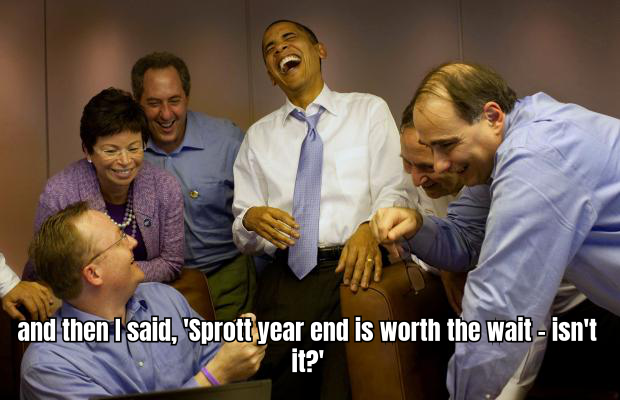 and then I said, 'Sprott year end is worth the wait - isn't
it?'